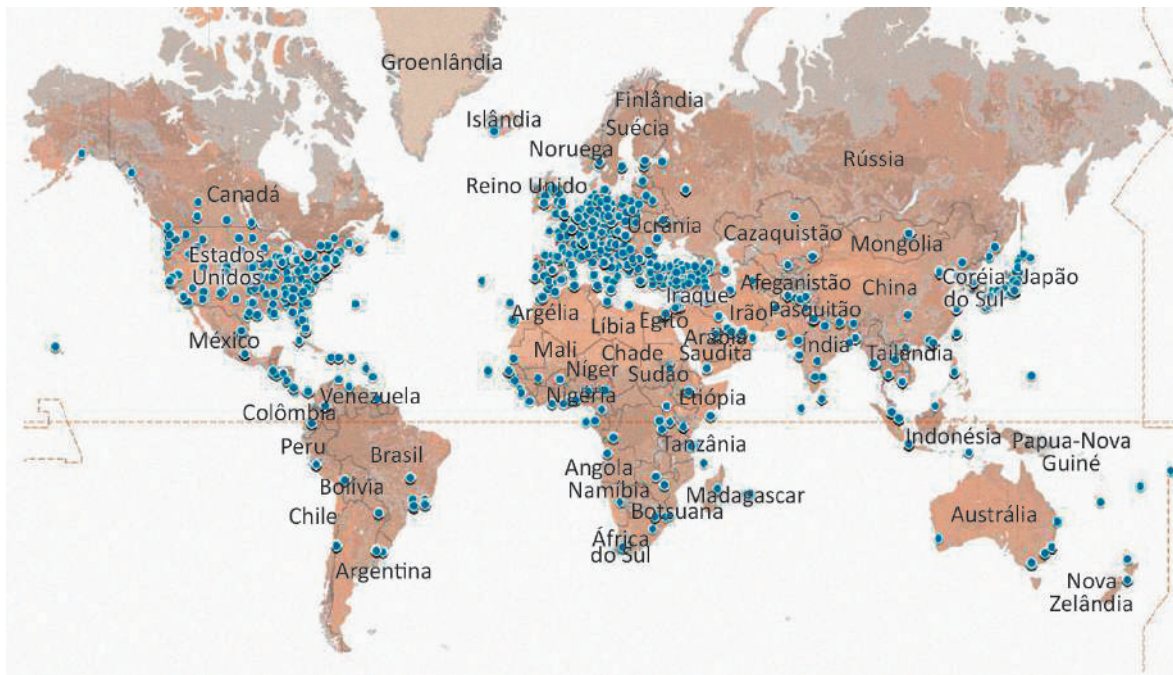 Groenlândia
Islândia
Finlândia
Suécia
Noruega
Rússia
Reino Unido
Canadá
Ucrânia
Cazaquistão
Mongólia
Estados
Unidos
Afeganistão
China
Coréia
do Sul
Japão
Iraque
Irão
Pasquitão
Argélia
Líbia
Egito
Arábia
Saudita
México
Índia
Mali
Chade
Tailândia
Níger
Sudão
Venezuela
Nigéria
Etiópia
Colômbia
Peru
Brasil
Tanzânia
Indonésia
Papua-Nova
Guiné
Angola
Bolívia
Namíbia
Madagascar
Chile
Botsuana
Austrália
África
do Sul
Argentina
Nova
Zelândia